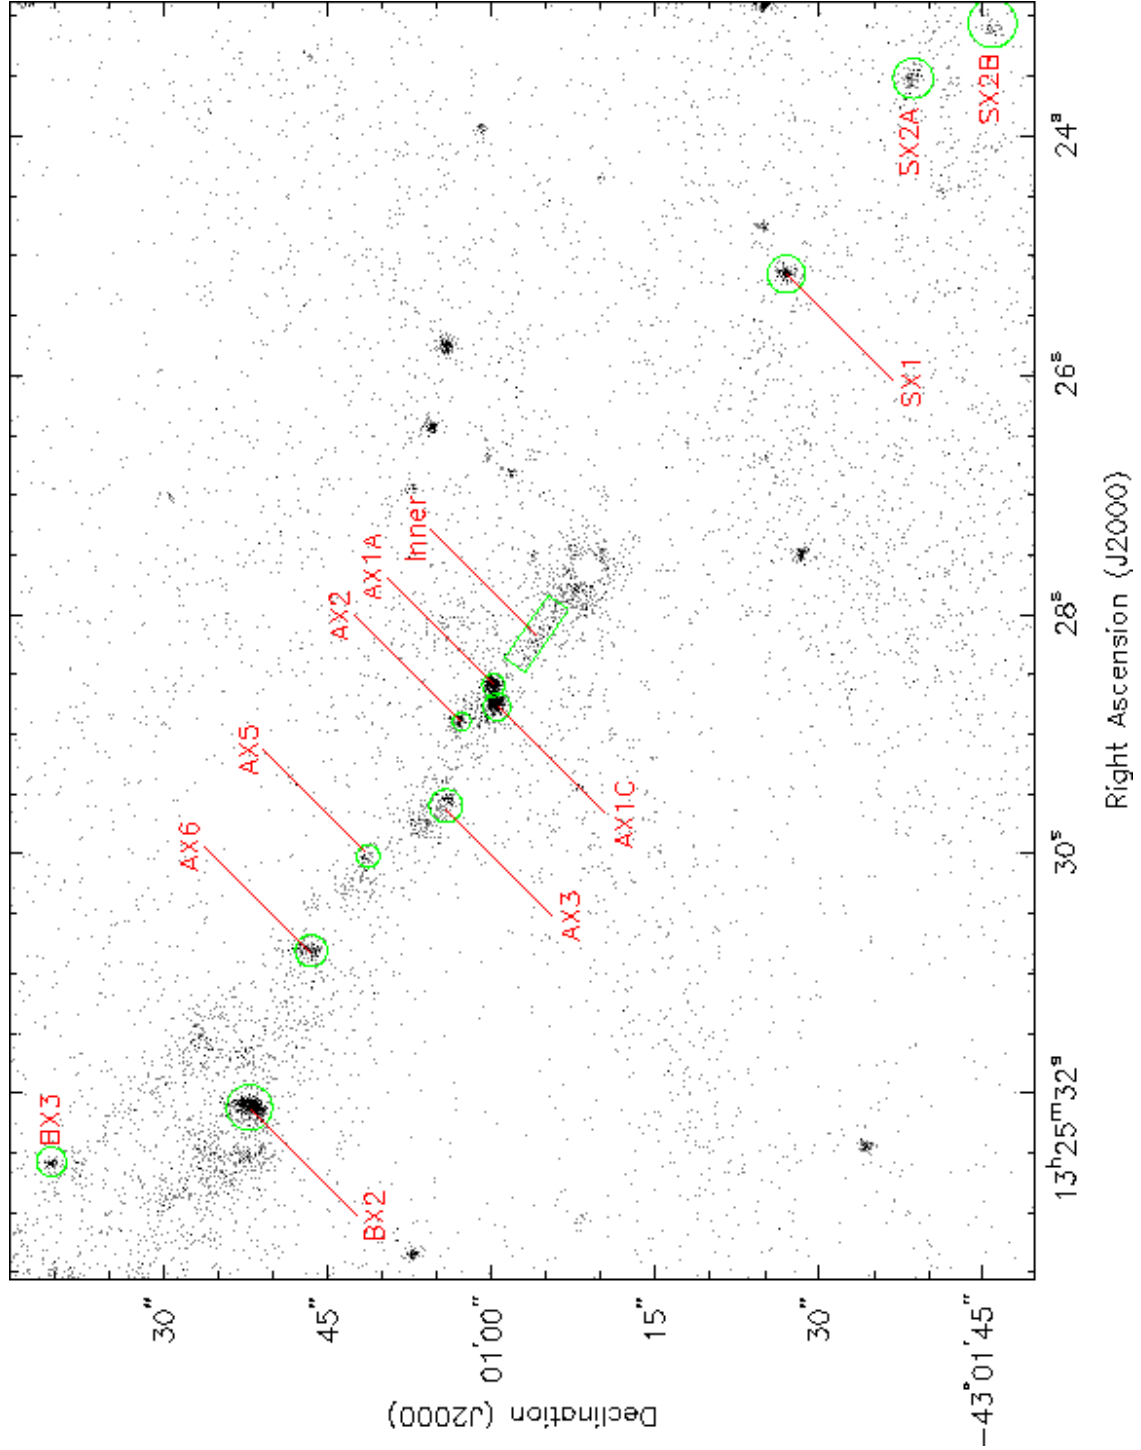 BX3
BX2
AX6
AX5
AX3
AX2
AX1A
AX1C
Inner
SX1
SX2A
SX2B
30"
45"
01'00"
15"
30"
−43°01'45"
Declination (J2000)
13ʰ25ᵐ32ˢ
30ˢ
28ˢ
26ˢ
24ˢ
Right Ascension (J2000)